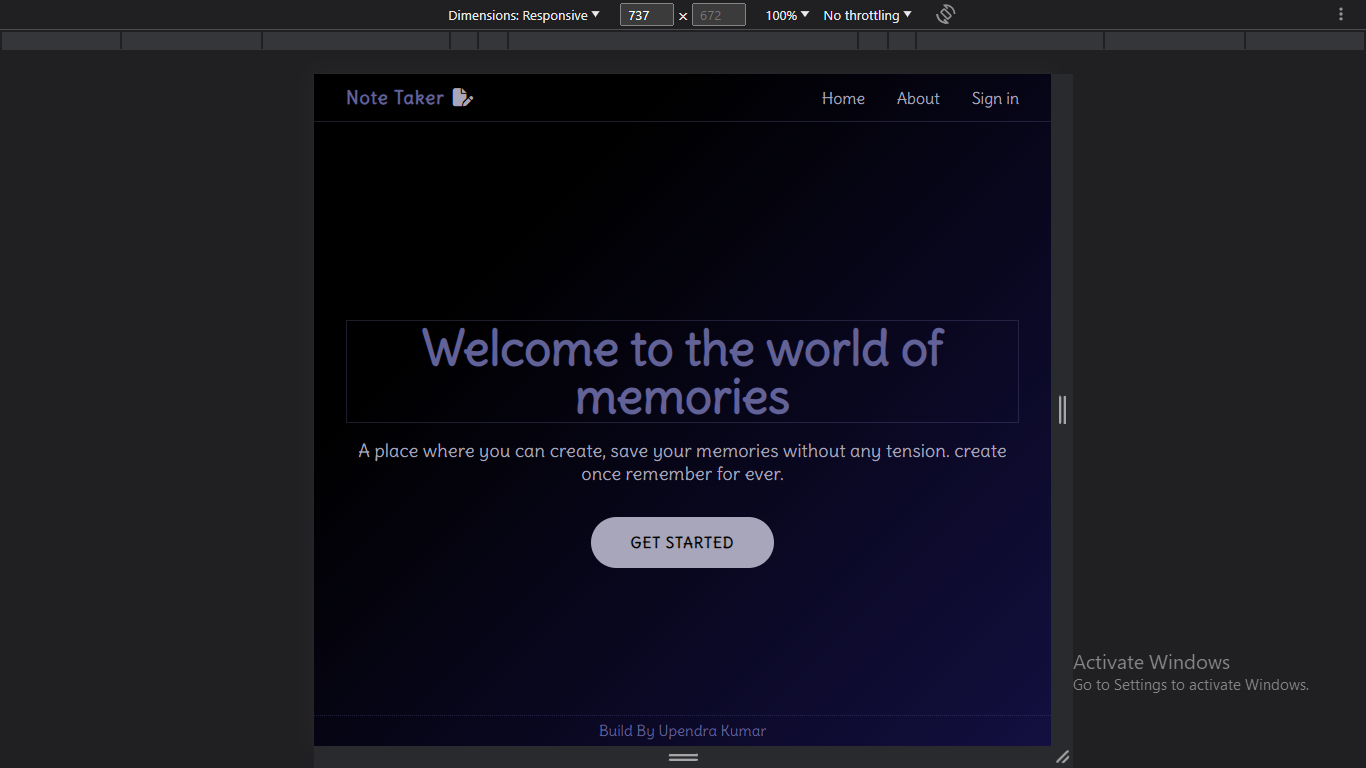 Dimensions: Responsive 737 × 672 100% No throttling
Note Taker Home About Sign in
Welcome to the world of
memories
A place where you can create, save your memories without any tension. create
once remember for ever.
GET STARTED
Activate Windows
Go to Settings to activate Windows.
Build By Upendra Kumar